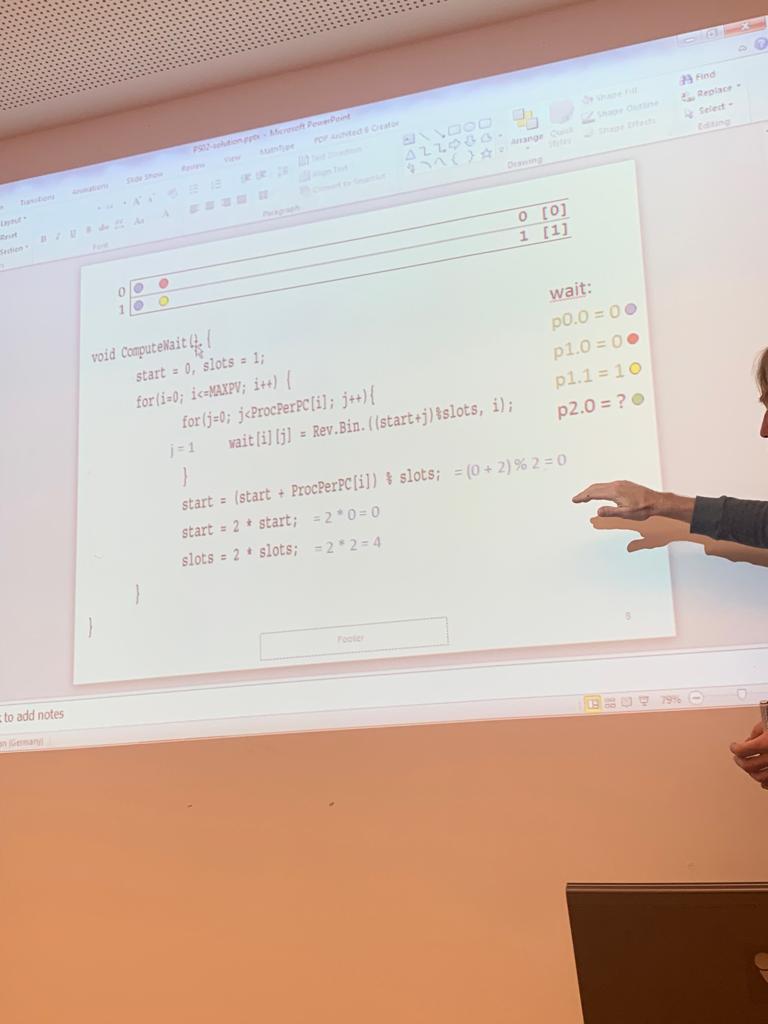 PS02-solution.pptx - Microsoft PowerPoint
Transitions Animations Slide Show Review View MathType PDF Architect 8 Creator
Layout
Reset
Section
Font
Paragraph
Text Direction
Align Text
Convert to SmartArt
Drawing
Arrange
Quick Styles
Shape Fill
Shape Outline
Shape Effects
Find
Replace
Select
Editing
0 0 [0]
1 1 [1]
wait:
p0.0 = 0
p1.0 = 0
p1.1 = 1
p2.0 = ?
void ComputeWait() {
start = 0, slots = 1;
for(i=0; i<=MAXPV; i++) {
for(j=0; j<ProcPerPC[i]; j++){
j = 1 wait[i][j] = Rev.Bin.((start+j)%slots, i);
}
start = (start + ProcPerPC[i]) % slots; = (0 + 2) % 2 = 0
start = 2 * start; = 2 * 0 = 0
slots = 2 * slots; = 2 * 2 = 4
}
}
Footer
to add notes
(Germany)
79%